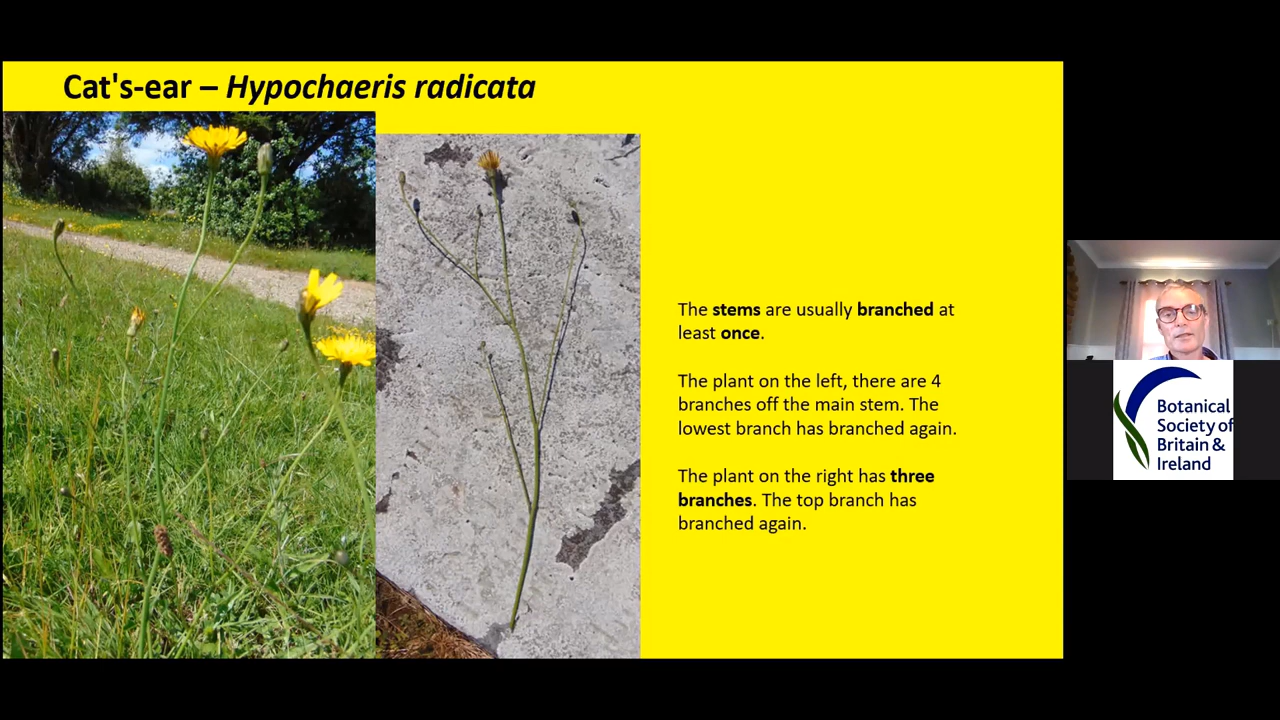 Cat's-ear – Hypochaeris radicata
The stems are usually branched at
least once.
The plant on the left, there are 4
branches off the main stem. The
lowest branch has branched again.
The plant on the right has three
branches. The top branch has
branched again.
Botanical
Society of
Britain &
Ireland